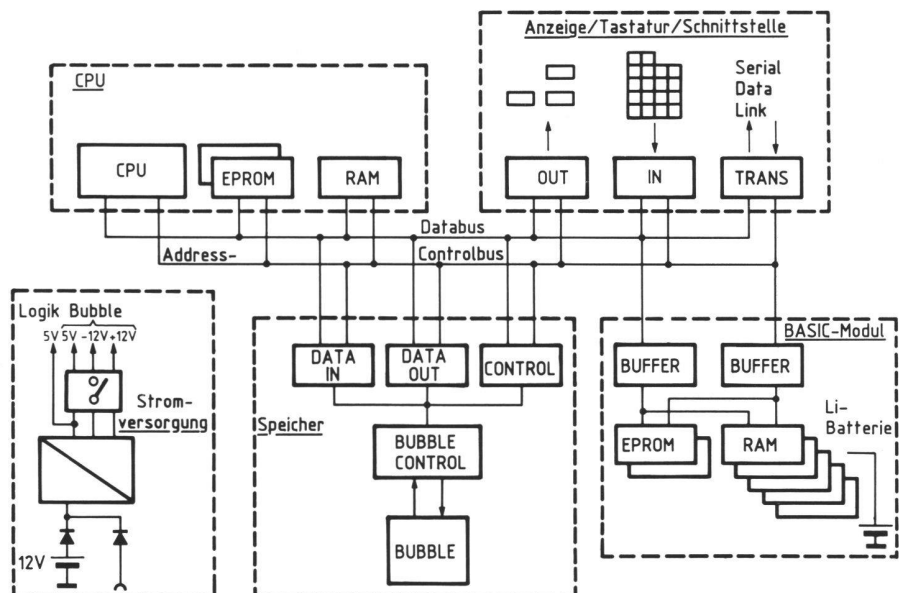 Anzeige/Tastatur/Schnittstelle
Serial
Data
Link
OUT
IN
TRANS
CPU
CPU
EPROM
RAM
Databus
Address-
Controlbus
Logik Bubble
5V 5V -12V +12V
Strom-
versorgung
12V
Speicher
DATA
IN
DATA
OUT
CONTROL
BUBBLE
CONTROL
BUBBLE
BASIC-Modul
BUFFER
BUFFER
EPROM
RAM
Li-
Batterie